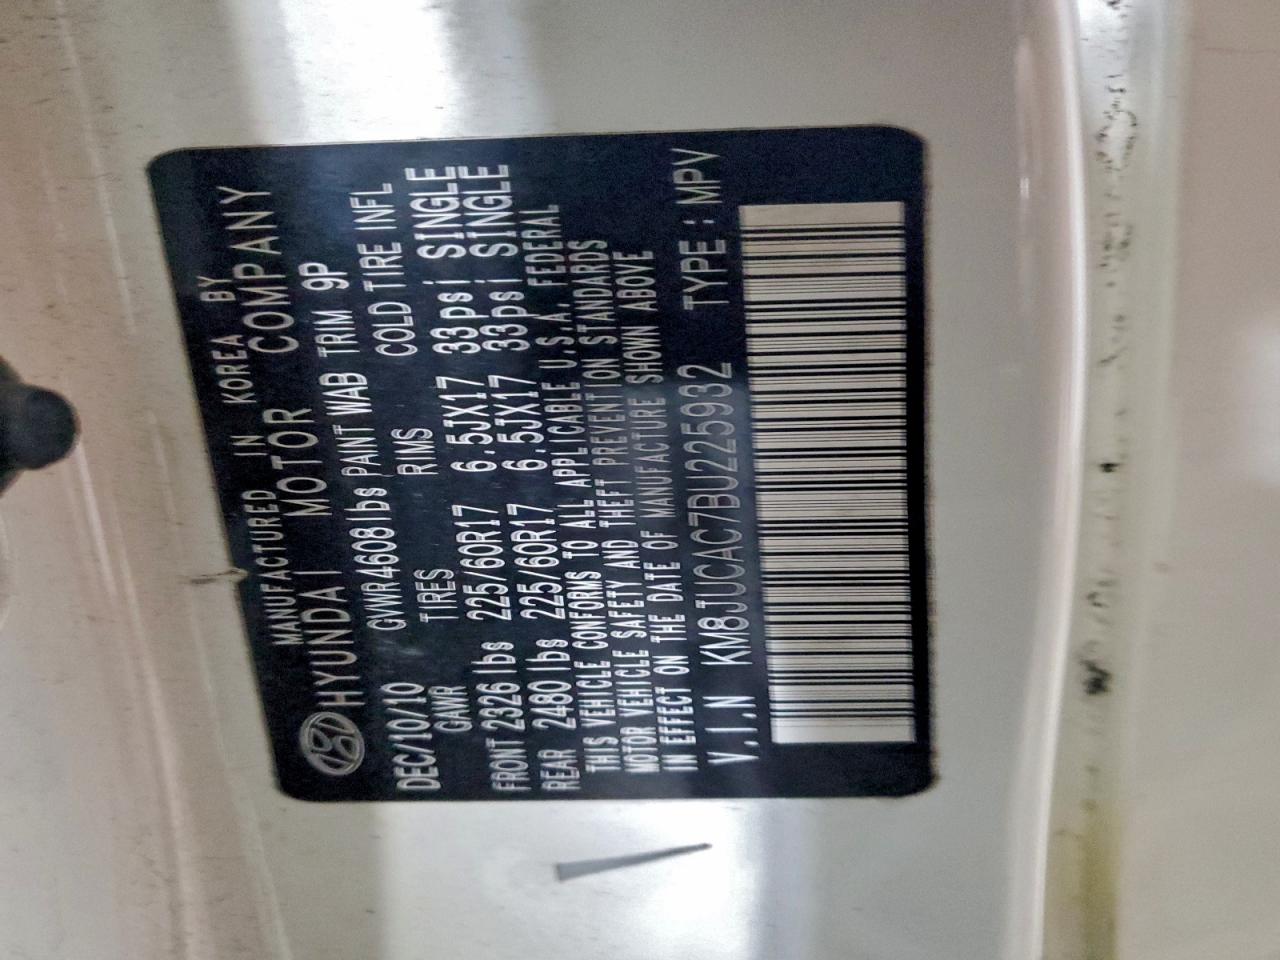 MANUFACTURED IN KOREA BY
HYUNDAI MOTOR COMPANY
GVWR4608lbs PAINT WAB TRIM 9P
DEC/10/10
GAWR TIRES RIMS COLD TIRE INFL
FRONT 2326 lbs 225/60R17 6,5JX17 33psi SINGLE
REAR 2480 lbs 225/60R17 6,5JX17 33psi SINGLE
THIS VEHICLE CONFORMS TO ALL APPLICABLE U.S.A. FEDERAL
MOTOR VEHICLE SAFETY AND THEFT PREVENTION STANDARDS
IN EFFECT ON THE DATE OF MANUFACTURE SHOWN ABOVE
V.I.N KM8JUCAC7BU225932 TYPE : MPV